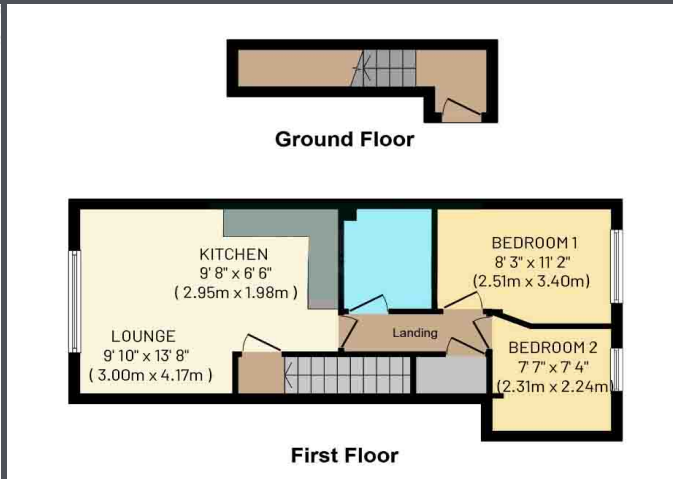 Ground Floor
KITCHEN
9' 8" x 6' 6"
( 2.95m x 1.98m )
LOUNGE
9' 10" x 13' 8"
( 3.00m x 4.17m )
Landing
BEDROOM 1
8' 3" x 11' 2"
(2.51m x 3.40m)
BEDROOM 2
7' 7" x 7' 4"
(2.31m x 2.24m)
First Floor